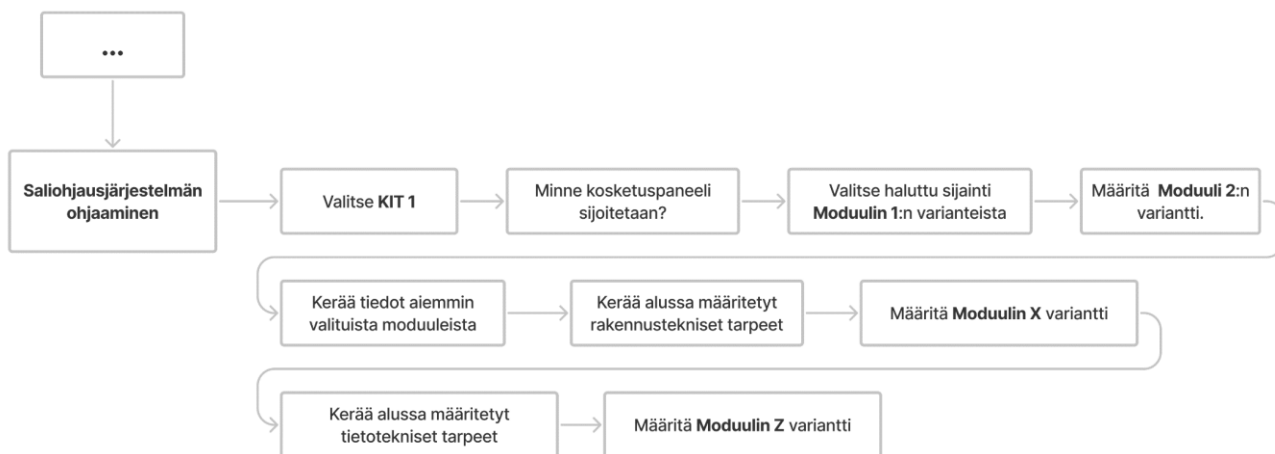 ...
Saliohjausjärjestelmän
ohjaaminen
Valitse KIT 1
Minne kosketuspaneeli
sijoitetaan?
Valitse haluttu sijainti
Moduulin 1:n varianteista
Määritä Moduuli 2:n
variantti.
Kerää tiedot aiemmin
valituista moduuleista
Kerää alussa määritetyt
rakennustekniset tarpeet
Määritä Moduulin X variantti
Kerää alussa määritetyt
tietotekniset tarpeet
Määritä Moduulin Z variantti